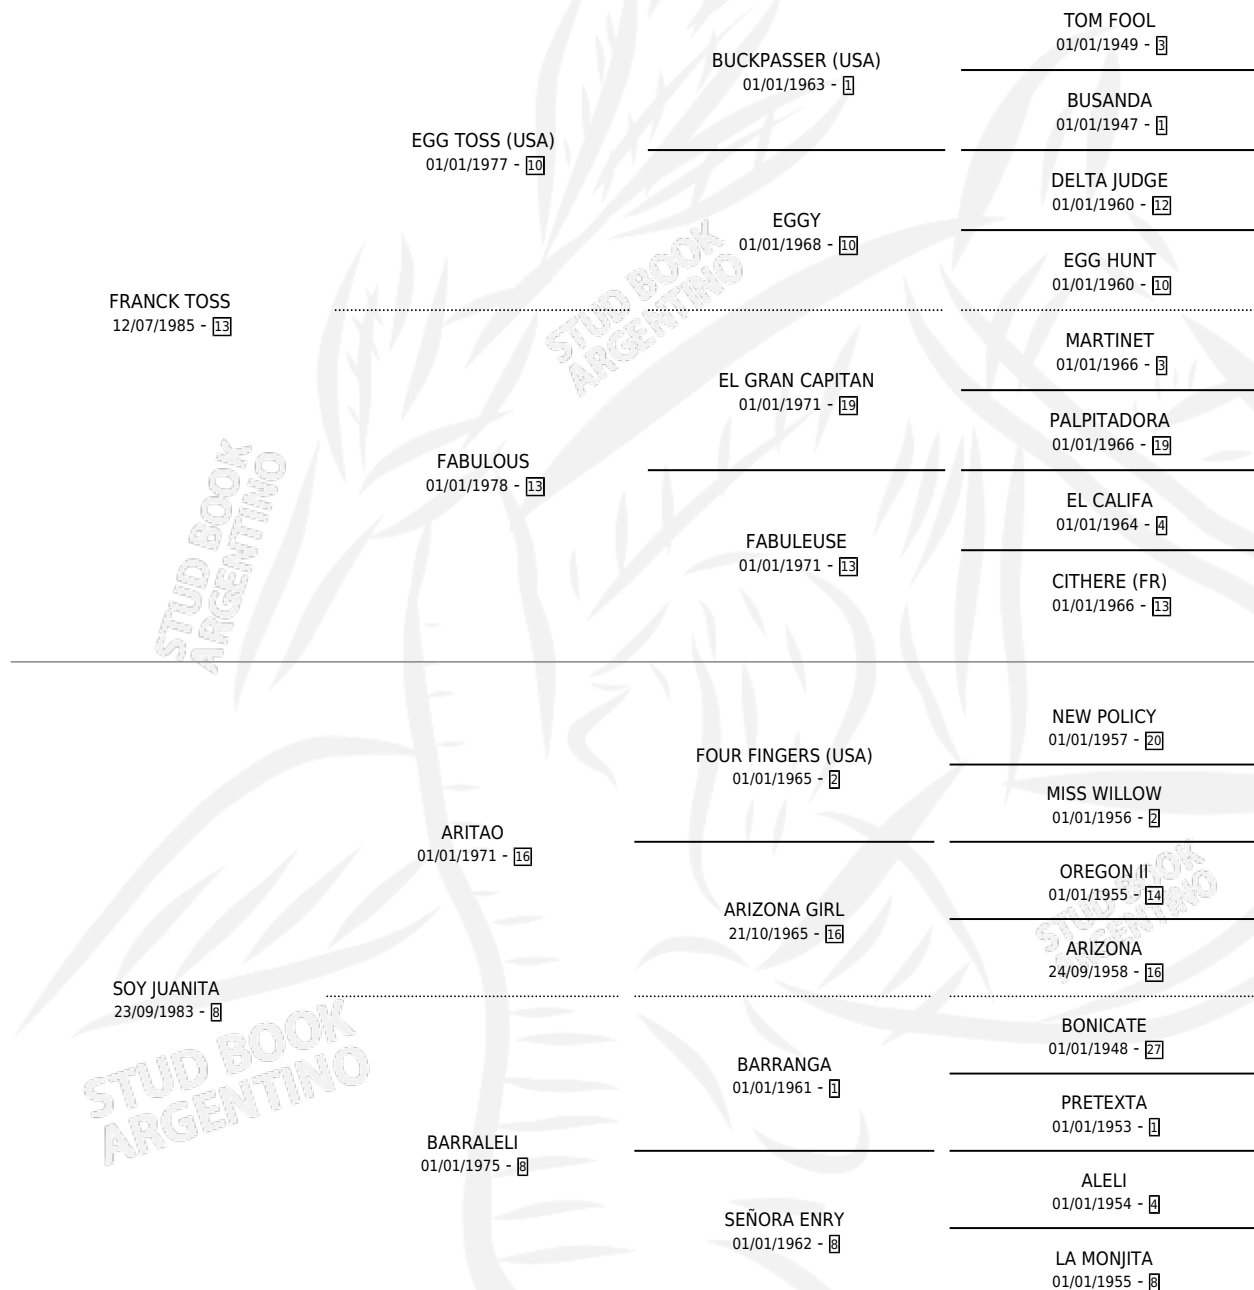 TOM FOOL
01/01/1949 - 3
BUCKPASSER (USA)
01/01/1963 - 1
BUSANDA
01/01/1947 - 1
EGG TOSS (USA)
01/01/1977 - 10
DELTA JUDGE
01/01/1960 - 12
EGGY
01/01/1968 - 10
EGG HUNT
01/01/1960 - 10
STUD BOOK
ARGENTINO
FRANCK TOSS
12/07/1985 - 13
MARTINET
01/01/1966 - 3
EL GRAN CAPITAN
01/01/1971 - 19
PALPITADORA
01/01/1966 - 19
FABULOUS
01/01/1978 - 13
EL CALIFA
01/01/1964 - 4
FABULEUSE
01/01/1971 - 13
CITHERE (FR)
01/01/1966 - 13
STUD BOOK
ARGENTINO
NEW POLICY
01/01/1957 - 20
FOUR FINGERS (USA)
01/01/1965 - 2
MISS WILLOW
01/01/1956 - 2
ARITAO
01/01/1971 - 16
OREGON II
01/01/1955 - 14
ARIZONA GIRL
21/10/1965 - 16
ARIZONA
24/09/1958 - 16
STUD BOOK
ARGENTINO
SOY JUANITA
23/09/1983 - 8
BONICATE
01/01/1948 - 27
BARRANGA
01/01/1961 - 1
PRETEXTA
01/01/1953 - 1
STUD BOOK
ARGENTINO
BARRALELI
01/01/1975 - 8
ALELI
01/01/1954 - 4
SEÑORA ENRY
01/01/1962 - 8
LA MONJITA
01/01/1955 - 8